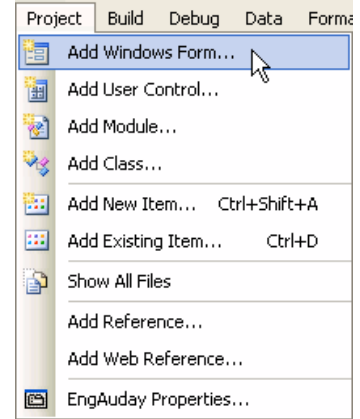 Project Build Debug Data Forma
Add Windows Form...
Add User Control...
Add Module...
Add Class...
Add New Item... Ctrl+Shift+A
Add Existing Item... Ctrl+D
Show All Files
Add Reference...
Add Web Reference...
EngAuday Properties...